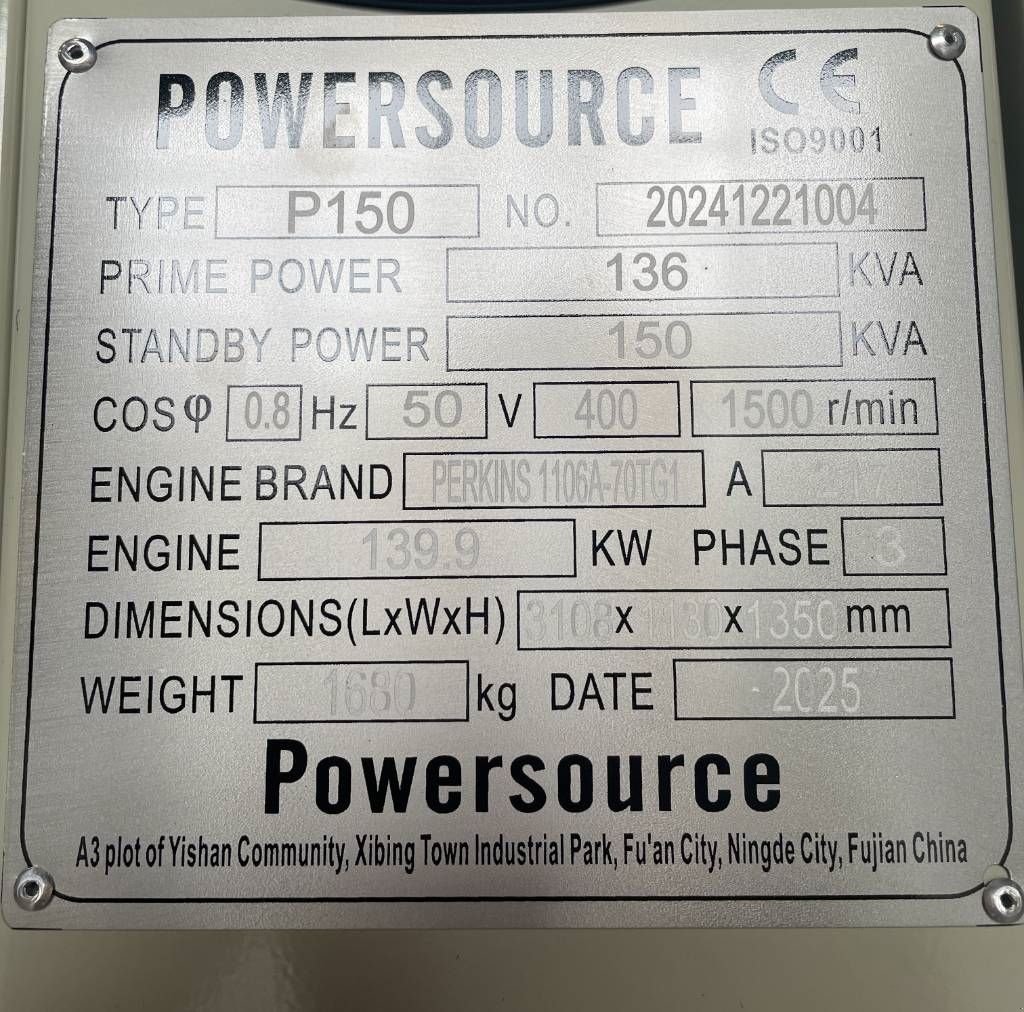 POWERSOURCE CE
ISO9001
TYPE P150 NO. 20241221004
PRIME POWER 136 KVA
STANDBY POWER 150 KVA
COSφ 0.8 Hz 50 V 400 1500 r/min
ENGINE BRAND PERKINS 1106A-70TG1 A
ENGINE 139.9 KW PHASE 3
DIMENSIONS(LxWxH) 3108x1130x1350 mm
WEIGHT 1680 kg DATE 2025
Powersource
A3 plot of Yishan Community, Xibing Town Industrial Park, Fu'an City, Ningde City, Fujian China